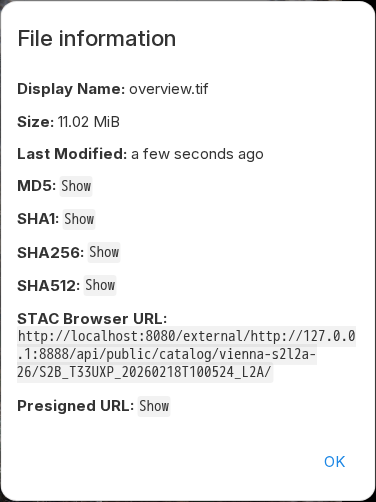 File information
Display Name: overview.tif
Size: 11.02 MiB
Last Modified: a few seconds ago
MD5: Show
SHA1: Show
SHA256: Show
SHA512: Show
STAC Browser URL:
http://localhost:8080/external/http://127.0.0
.1:8888/api/public/catalog/vienna-s2l2a-
26/S2B_T33UXP_20260218T100524_L2A/
Presigned URL: Show
OK